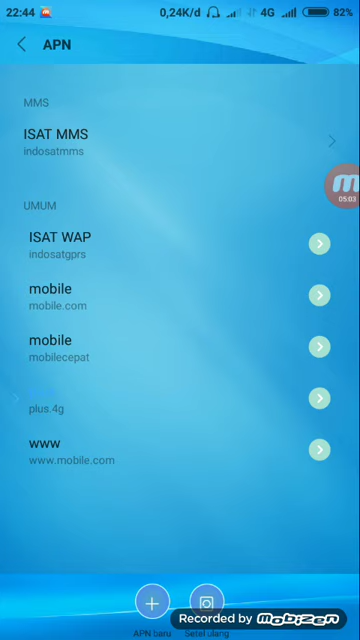 22:44 0,24K/d 4G 82%
APN
MMS
ISAT MMS
indosatmms
05:03
UMUM
ISAT WAP
indosatgprs
mobile
mobile.com
mobile
mobilecepat
plus.4g
www
www.mobile.com
Recorded by Mobizen
APN baru Setel ulang